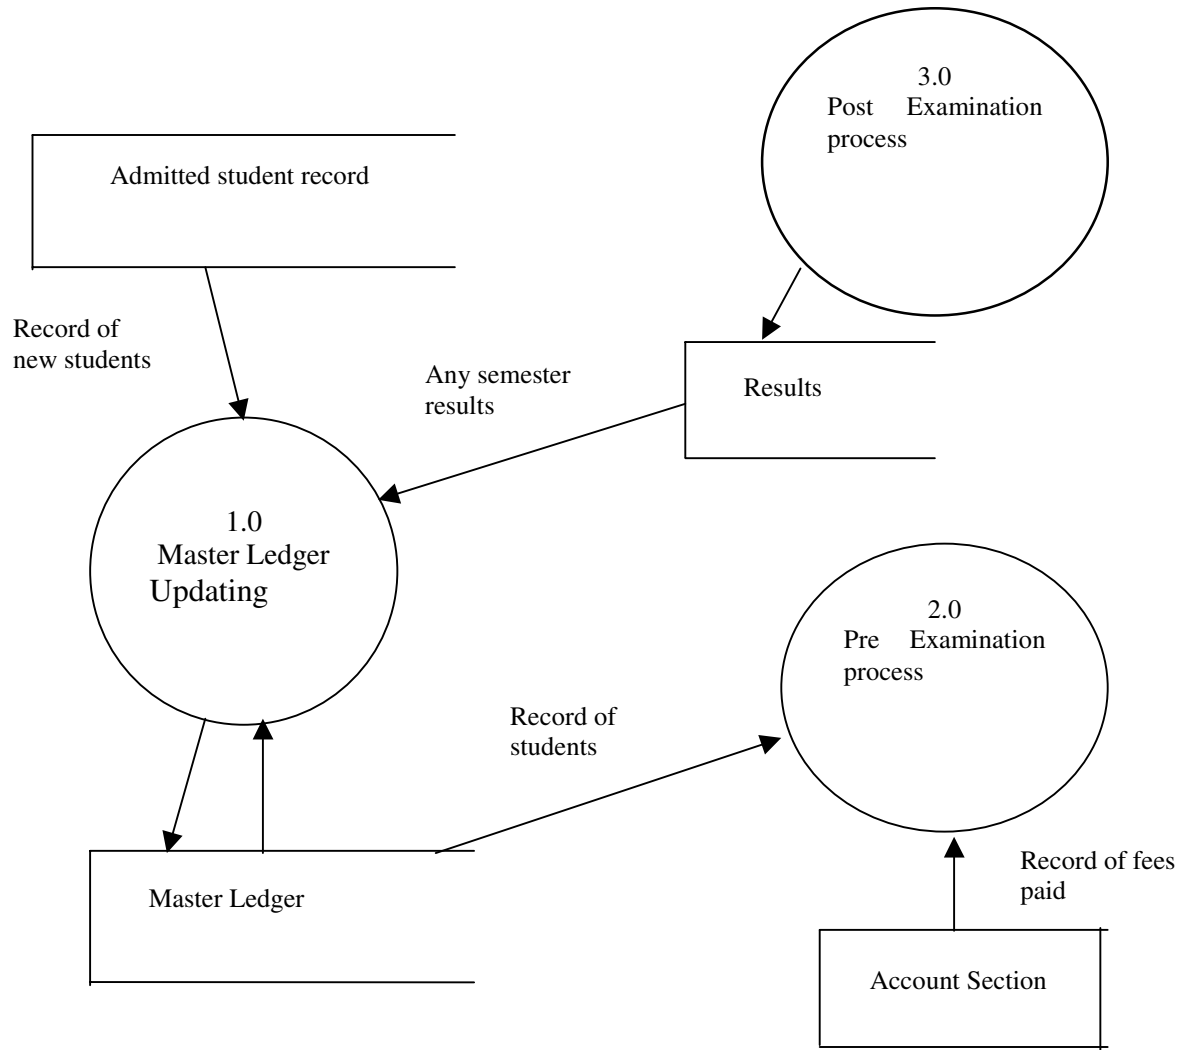 3.0
Post Examination
process
Admitted student record
Record of
new students
Any semester
results
Results
1.0
Master Ledger
Updating
2.0
Pre Examination
process
Record of
students
Master Ledger
Record of fees
paid
Account Section